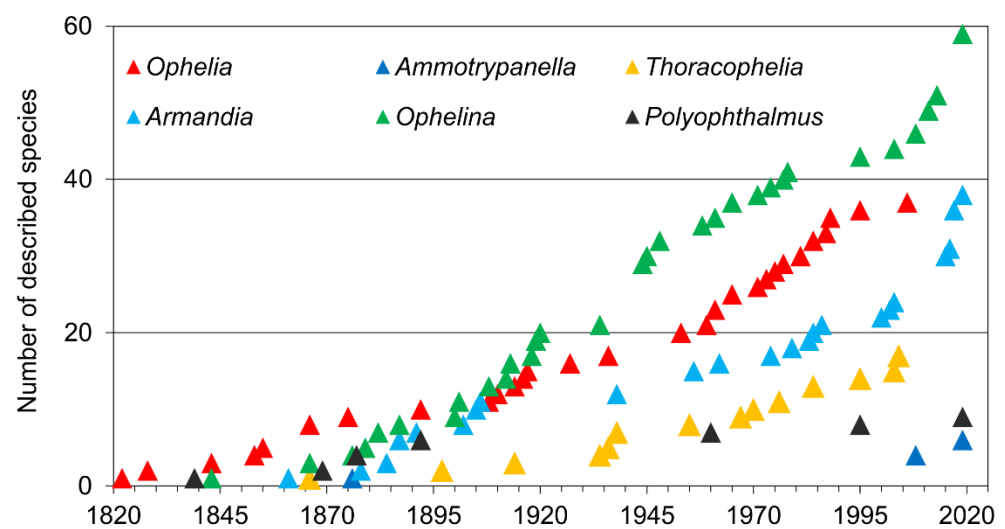 Number of described species
60
40
20
0
Ophelia Ammotrypanella Thoracophelia
Armandia Ophelina Polyophthalmus
1820 1845 1870 1895 1920 1945 1970 1995 2020